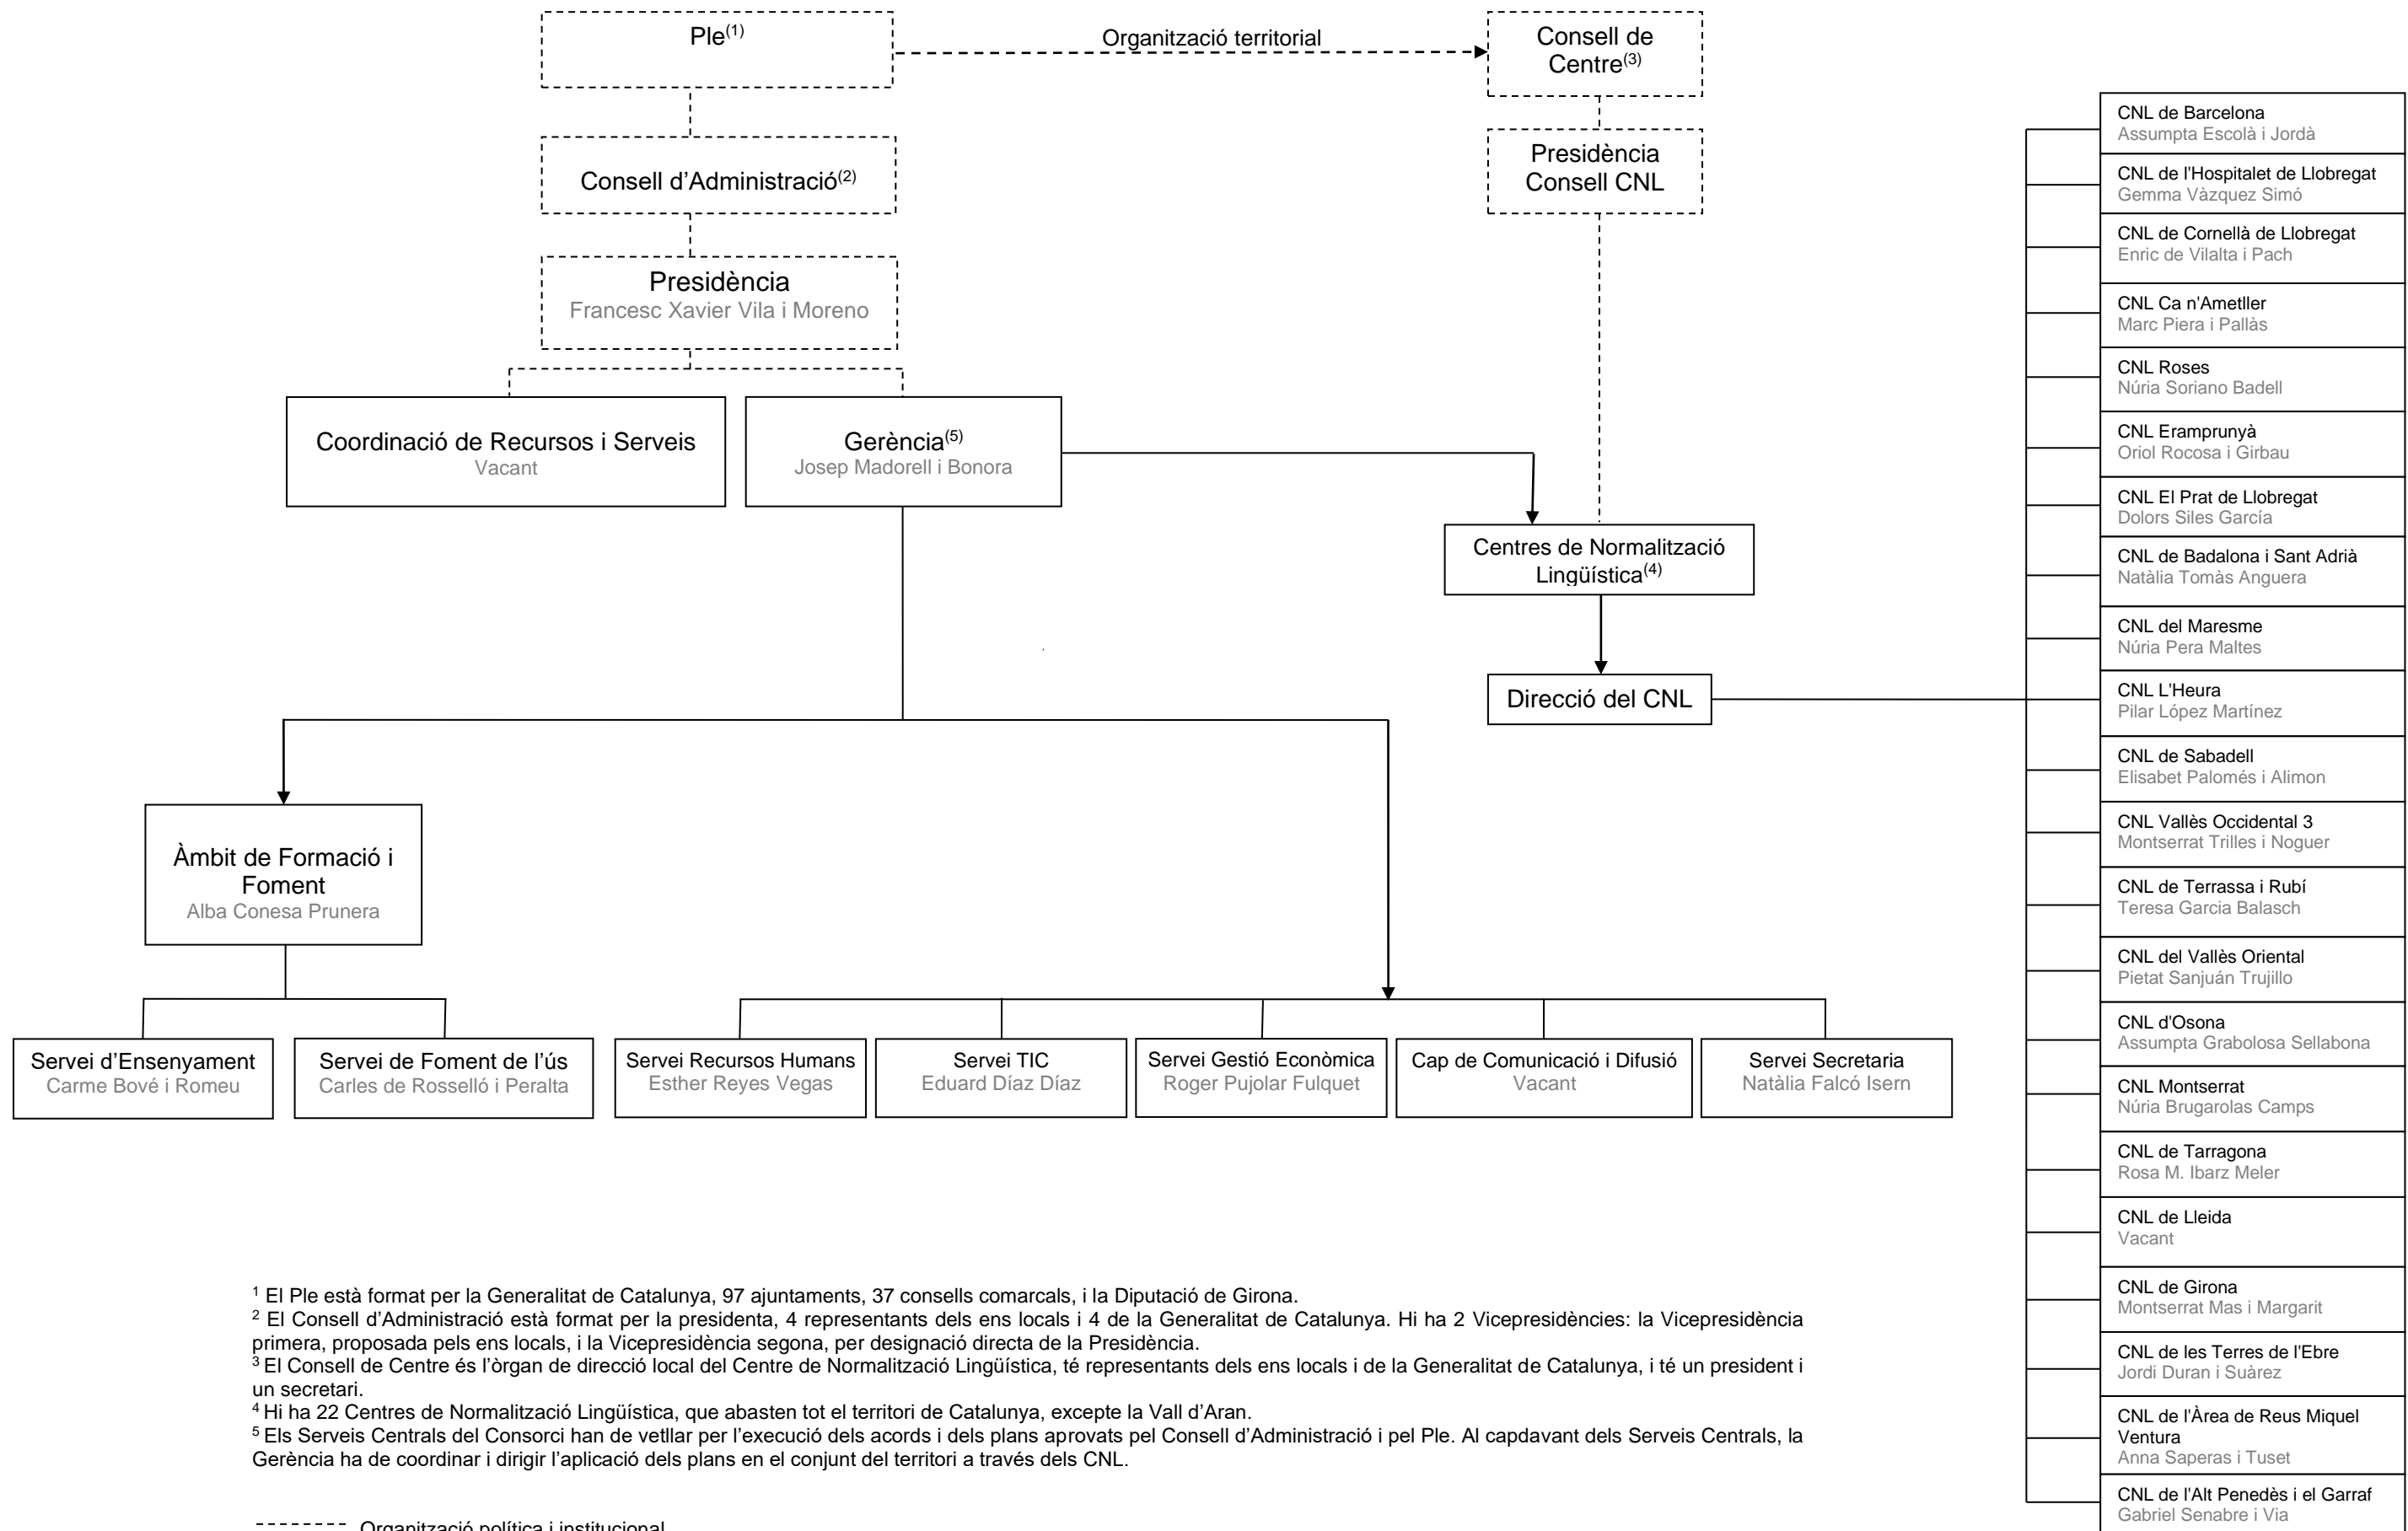 Ple(1)
Organització territorial
Consell de
Centre(3)
Consell d’Administració(2)
Presidència
Consell CNL
Presidència
Francesc Xavier Vila i Moreno
Coordinació de Recursos i Serveis
Vacant
Gerència(5)
Josep Madorell i Bonora
Centres de Normalització
Lingüística(4)
Direcció del CNL
Àmbit de Formació i
Foment
Alba Conesa Prunera
Servei d’Ensenyament
Carme Bové i Romeu
Servei de Foment de l’ús
Carles de Rosselló i Peralta
Servei Recursos Humans
Esther Reyes Vegas
Servei TIC
Eduard Díaz Díaz
Servei Gestió Econòmica
Roger Pujolar Fulquet
Cap de Comunicació i Difusió
Vacant
Servei Secretaria
Natàlia Falcó Isern
CNL de Barcelona
Assumpta Escolà i Jordà
CNL de l'Hospitalet de Llobregat
Gemma Vàzquez Simó
CNL de Cornellà de Llobregat
Enric de Vilalta i Pach
CNL Ca n'Ametller
Marc Piera i Pallàs
CNL Roses
Núria Soriano Badell
CNL Eramprunyà
Oriol Rocosa i Girbau
CNL El Prat de Llobregat
Dolors Siles García
CNL de Badalona i Sant Adrià
Natàlia Tomàs Anguera
CNL del Maresme
Núria Pera Maltes
CNL L'Heura
Pilar López Martínez
CNL de Sabadell
Elisabet Palomés i Alimon
CNL Vallès Occidental 3
Montserrat Trilles i Noguer
CNL de Terrassa i Rubí
Teresa Garcia Balasch
CNL del Vallès Oriental
Pietat Sanjuán Trujillo
CNL d'Osona
Assumpta Grabolosa Sellabona
CNL Montserrat
Núria Brugarolas Camps
CNL de Tarragona
Rosa M. Ibarz Meler
CNL de Lleida
Vacant
CNL de Girona
Montserrat Mas i Margarit
CNL de les Terres de l'Ebre
Jordi Duran i Suàrez
CNL de l'Àrea de Reus Miquel
Ventura
Anna Saperas i Tuset
CNL de l'Alt Penedès i el Garraf
Gabriel Senabre i Via
1 El Ple està format per la Generalitat de Catalunya, 97 ajuntaments, 37 consells comarcals, i la Diputació de Girona.
2 El Consell d’Administració està format per la presidenta, 4 representants dels ens locals i 4 de la Generalitat de Catalunya. Hi ha 2 Vicepresidències: la Vicepresidència
primera, proposada pels ens locals, i la Vicepresidència segona, per designació directa de la Presidència.
3 El Consell de Centre és l’òrgan de direcció local del Centre de Normalització Lingüística, té representants dels ens locals i de la Generalitat de Catalunya, i té un president i
un secretari.
4 Hi ha 22 Centres de Normalització Lingüística, que abasten tot el territori de Catalunya, excepte la Vall d’Aran.
5 Els Serveis Centrals del Consorci han de vetllar per l’execució dels acords i dels plans aprovats pel Consell d’Administració i pel Ple. Al capdavant dels Serveis Centrals, la
Gerència ha de coordinar i dirigir l’aplicació dels plans en el conjunt del territori a través dels CNL.
Organització política i institucional